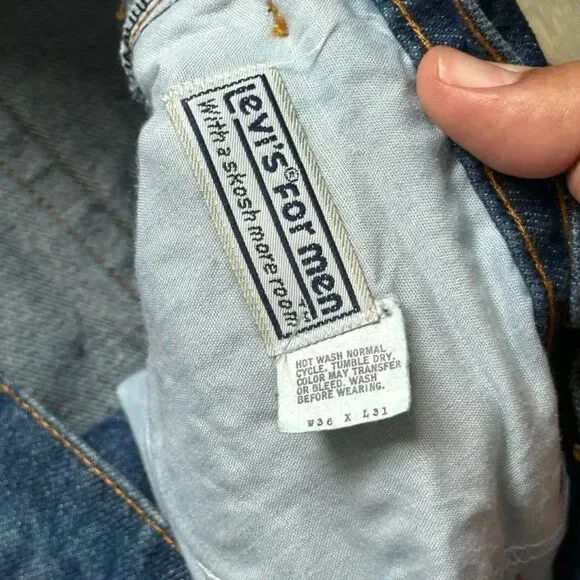 Levi's® FOR men
With a skosh more room
HOT WASH NORMAL
CYCLE. TUMBLE DRY.
COLOR MAY TRANSFER
OR BLEED. WASH
BEFORE WEARING.
W36 X L31